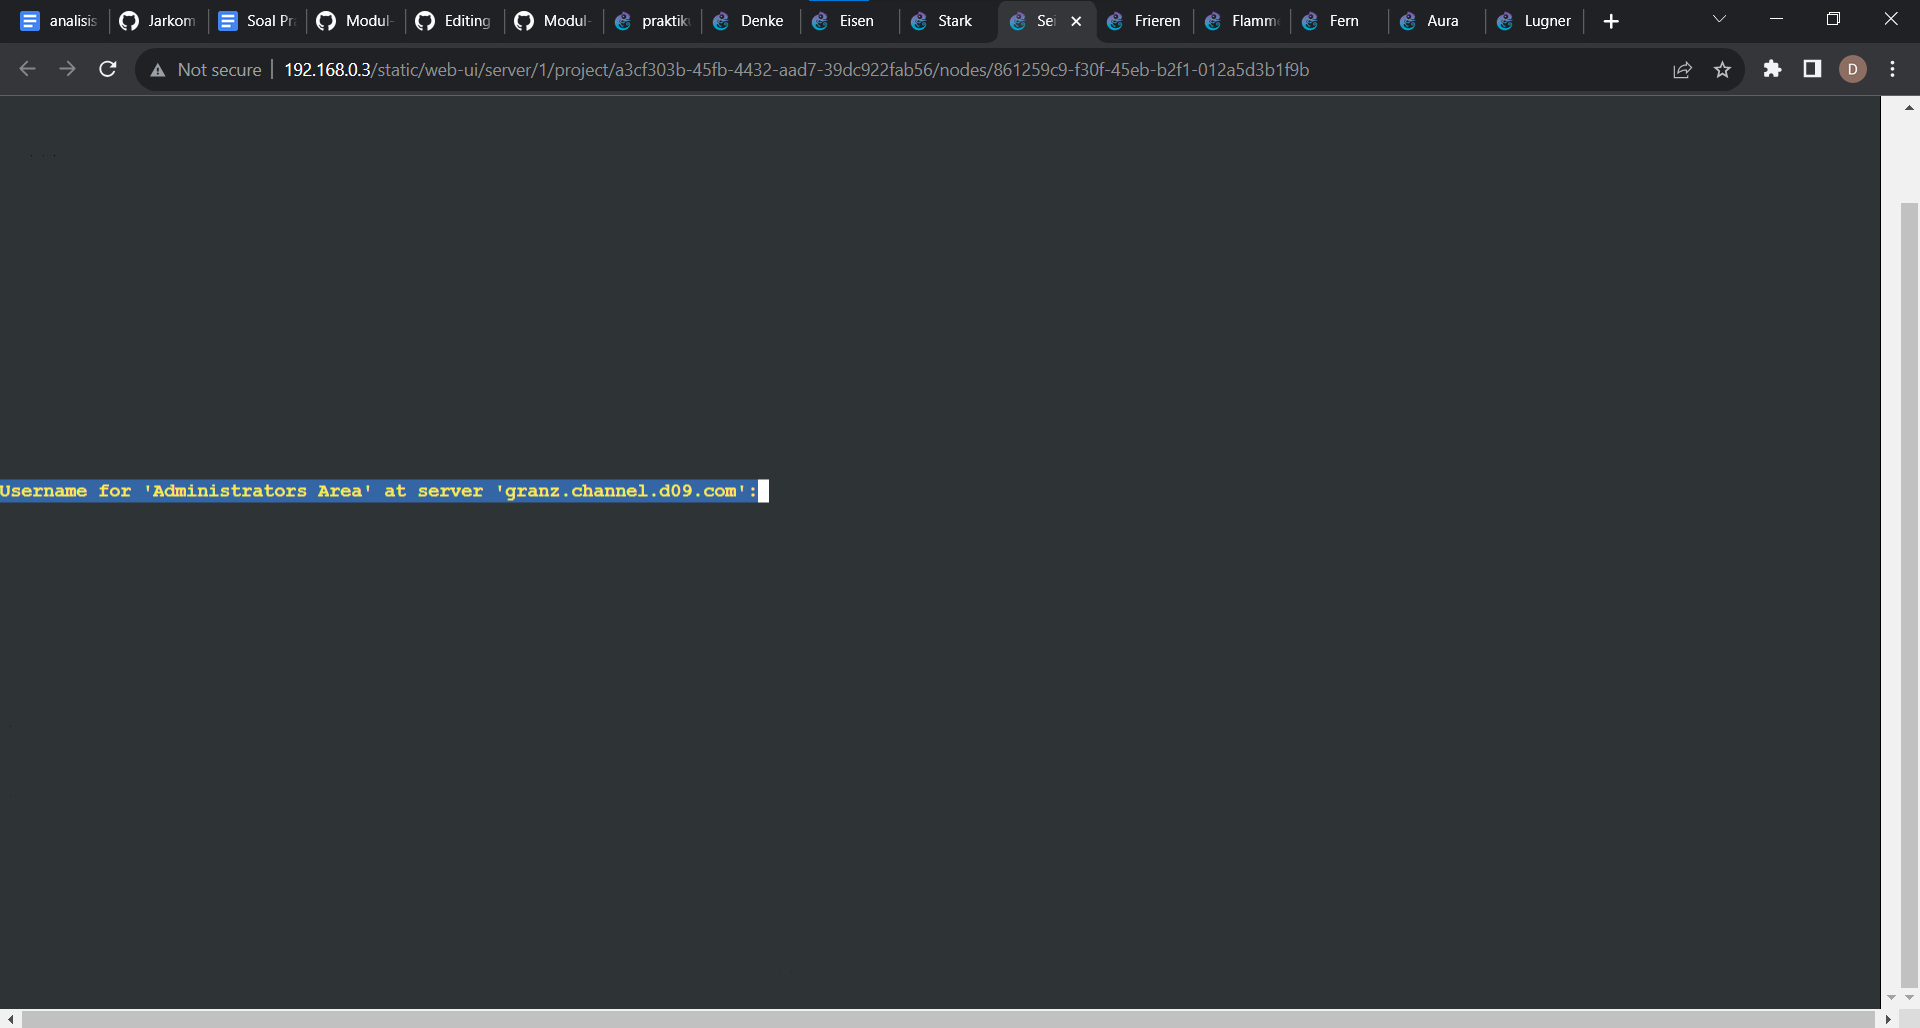 analisis
Jarkom
Soal Pr
Modul-
Editing
Modul-
praktik
Denke
Eisen
Stark
Sei
Frieren
Flamme
Fern
Aura
Lugner
Not secure
192.168.0.3/static/web-ui/server/1/project/a3cf303b-45fb-4432-aad7-39dc922fab56/nodes/861259c9-f30f-45eb-b2f1-012a5d3b1f9b
D
Username for 'Administrators Area' at server 'granz.channel.d09.com':